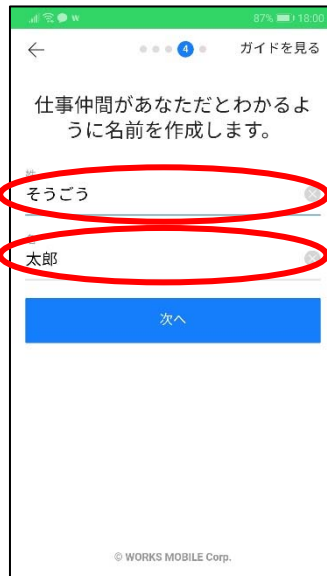 87% 18:00
4 ガイドを見る
仕事仲間があなただとわかるよ
うに名前を作成します。
姓
そうごう
太郎
次へ
© WORKS MOBILE Corp.